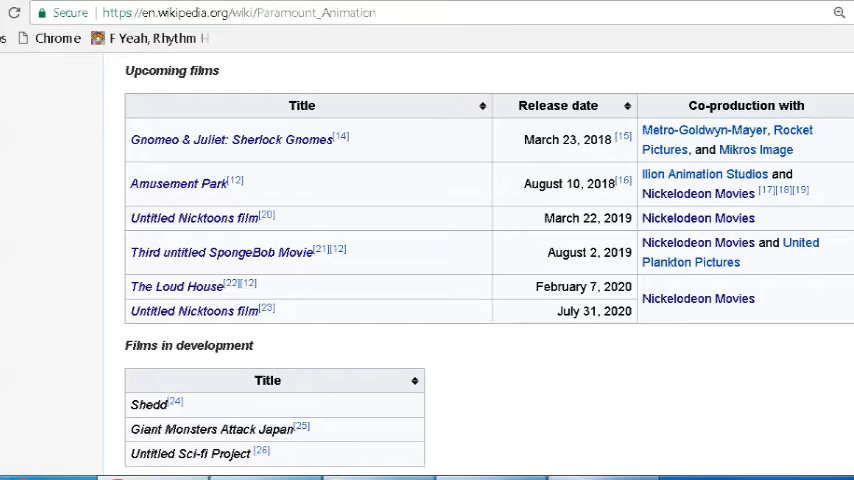 Secure https://en.wikipedia.org/wiki/Paramount_Animation
Chrome F Yeah, Rhythm
Upcoming films
Title Release date Co-production with
Gnomeo & Juliet: Sherlock Gnomes[14] March 23, 2018 [15] Metro-Goldwyn-Mayer, Rocket
Pictures, and Mikros Image
Amusement Park[12] August 10, 2018[16] Ilion Animation Studios and
Nickelodeon Movies [17][18][19]
Untitled Nicktoons film[20] March 22, 2019 Nickelodeon Movies
Third untitled SpongeBob Movie[21][12] August 2, 2019 Nickelodeon Movies and United
Plankton Pictures
The Loud House[22][12] February 7, 2020
Nickelodeon Movies
Untitled Nicktoons film[23] July 31, 2020
Films in development
Title
Shedd[24]
Giant Monsters Attack Japan[25]
Untitled Sci-fi Project [26]